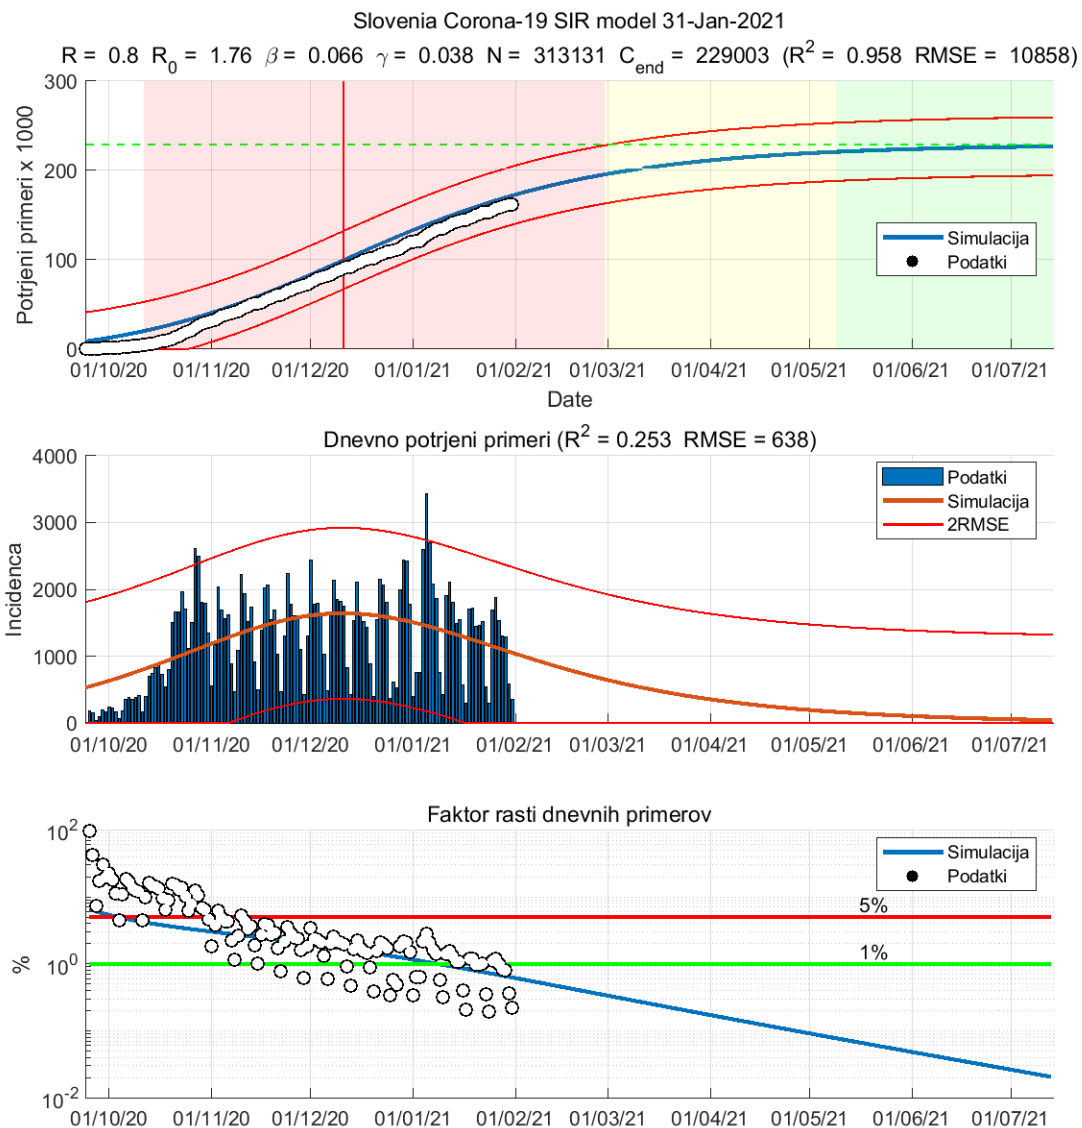 Slovenia Corona-19 SIR model 31-Jan-2021
R = 0.8 R0 = 1.76 β = 0.066 γ = 0.038 N = 313131 Cend = 229003 (R2 = 0.958 RMSE = 10858)
300
200
100
0
Potrjeni primeri x 1000
Simulacija
Podatki
01/10/20 01/11/20 01/12/20 01/01/21 01/02/21 01/03/21 01/04/21 01/05/21 01/06/21 01/07/21
Date
Dnevno potrjeni primeri (R2 = 0.253 RMSE = 638)
4000
3000
2000
1000
0
Incidenca
Podatki
Simulacija
2RMSE
01/10/20 01/11/20 01/12/20 01/01/21 01/02/21 01/03/21 01/04/21 01/05/21 01/06/21 01/07/21
Faktor rasti dnevnih primerov
10^2
10^0
10^-2
%
Simulacija
Podatki
5%
1%
01/10/20 01/11/20 01/12/20 01/01/21 01/02/21 01/03/21 01/04/21 01/05/21 01/06/21 01/07/21